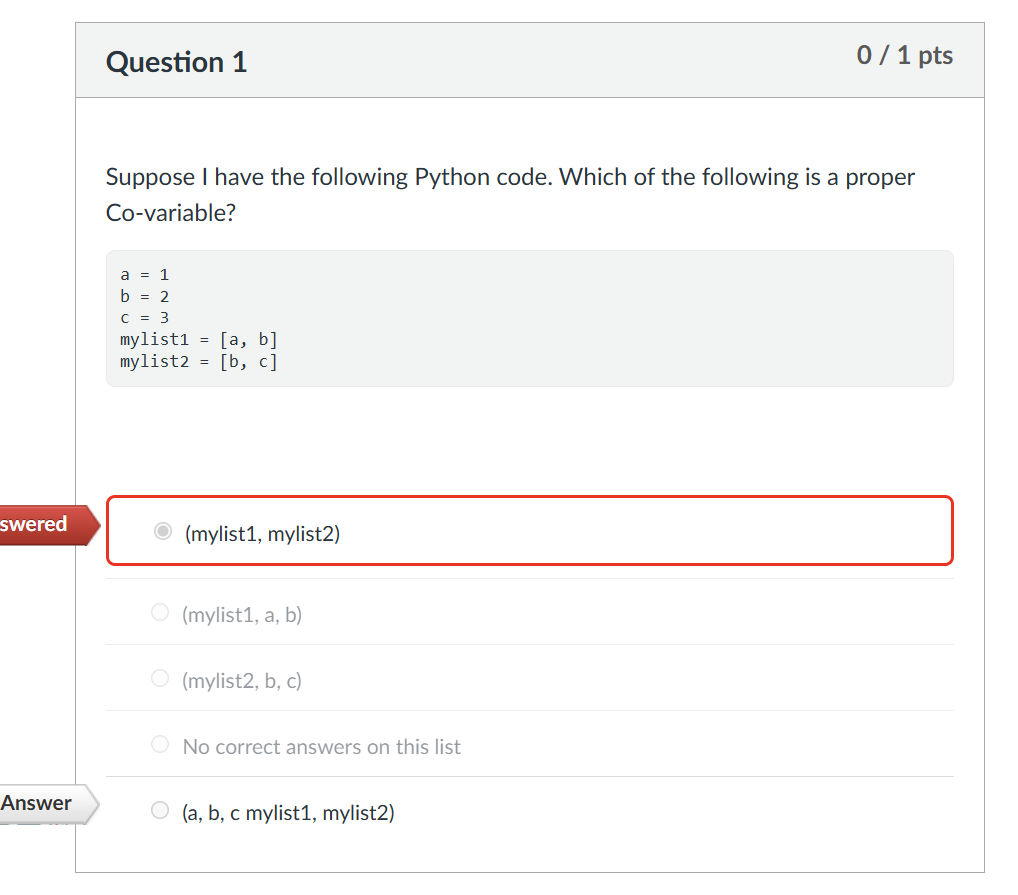 Question 1
0 / 1 pts
Suppose I have the following Python code. Which of the following is a proper
Co-variable?
a = 1
b = 2
c = 3
mylist1 = [a, b]
mylist2 = [b, c]
swered
(mylist1, mylist2)
(mylist1, a, b)
(mylist2, b, c)
No correct answers on this list
Answer
(a, b, c mylist1, mylist2)